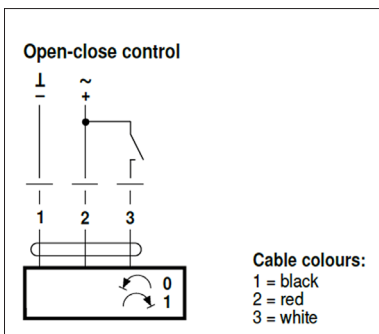 Open-close control
⊥ ~
– +
1 2 3
0
1
Cable colours:
1 = black
2 = red
3 = white